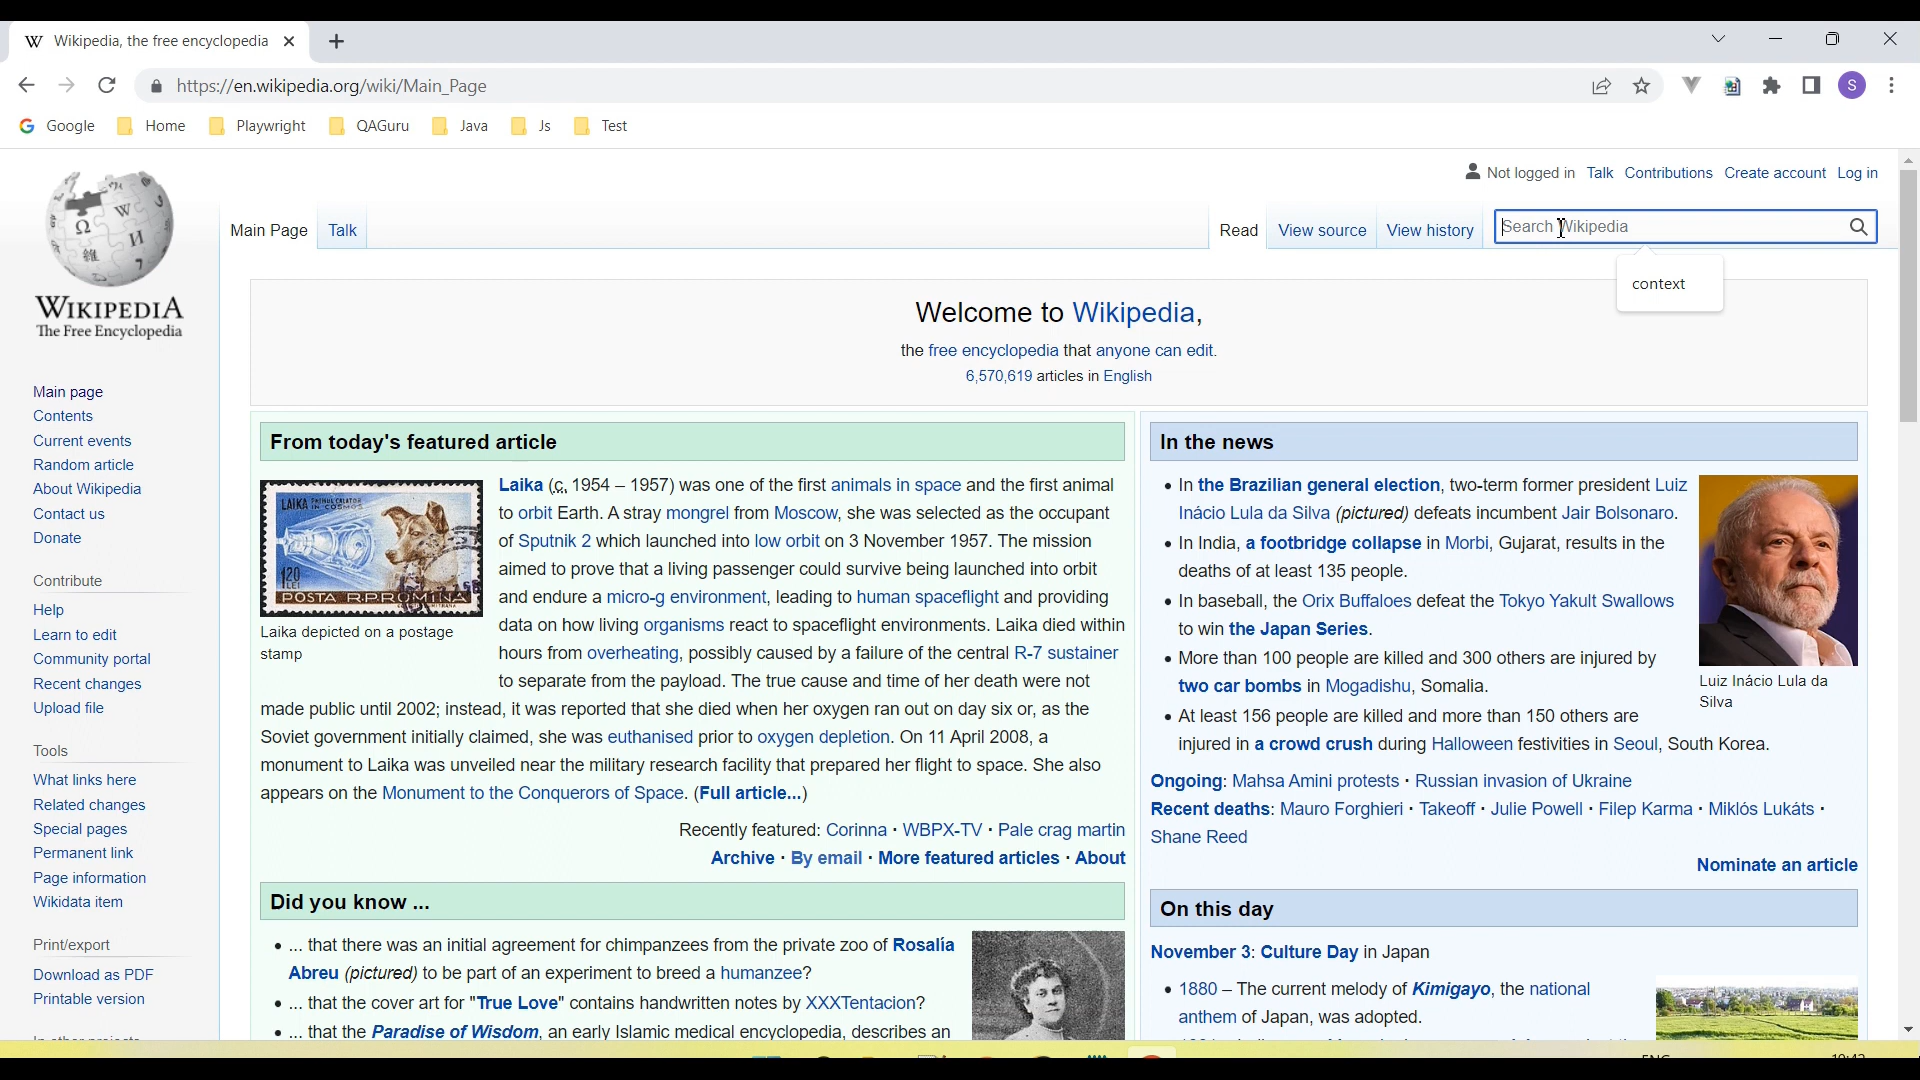 Wikipedia, the free encyclopedia
https://en.wikipedia.org/wiki/Main_Page
S
Google Home Playwright QAGuru Java Js Test
Not logged in Talk Contributions Create account Log in
Main Page Talk Read View source View history Search Wikipedia
context
WIKIPEDIA
The Free Encyclopedia
Main page
Contents
Current events
Random article
About Wikipedia
Contact us
Donate
Contribute
Help
Learn to edit
Community portal
Recent changes
Upload file
Tools
What links here
Related changes
Special pages
Permanent link
Page information
Wikidata item
Print/export
Download as PDF
Printable version
Welcome to Wikipedia,
the free encyclopedia that anyone can edit.
6,570,619 articles in English
From today's featured article
LAIKA
120
LEI
POSTA R.P.ROMINA
Laika depicted on a postage
stamp
Laika (c. 1954 – 1957) was one of the first animals in space and the first animal
to orbit Earth. A stray mongrel from Moscow, she was selected as the occupant
of Sputnik 2 which launched into low orbit on 3 November 1957. The mission
aimed to prove that a living passenger could survive being launched into orbit
and endure a micro-g environment, leading to human spaceflight and providing
data on how living organisms react to spaceflight environments. Laika died within
hours from overheating, possibly caused by a failure of the central R-7 sustainer
to separate from the payload. The true cause and time of her death were not
made public until 2002; instead, it was reported that she died when her oxygen ran out on day six or, as the
Soviet government initially claimed, she was euthanised prior to oxygen depletion. On 11 April 2008, a
monument to Laika was unveiled near the military research facility that prepared her flight to space. She also
appears on the Monument to the Conquerors of Space. (Full article...)
Recently featured: Corinna · WBPX-TV · Pale crag martin
Archive · By email · More featured articles · About
Did you know ...
• ... that there was an initial agreement for chimpanzees from the private zoo of Rosalía
Abreu (pictured) to be part of an experiment to breed a humanzee?
• ... that the cover art for "True Love" contains handwritten notes by XXXTentacion?
• ... that the Paradise of Wisdom, an early Islamic medical encyclopedia, describes an
In the news
• In the Brazilian general election, two-term former president Luiz
Inácio Lula da Silva (pictured) defeats incumbent Jair Bolsonaro.
• In India, a footbridge collapse in Morbi, Gujarat, results in the
deaths of at least 135 people.
• In baseball, the Orix Buffaloes defeat the Tokyo Yakult Swallows
to win the Japan Series.
• More than 100 people are killed and 300 others are injured by
two car bombs in Mogadishu, Somalia.
• At least 156 people are killed and more than 150 others are
injured in a crowd crush during Halloween festivities in Seoul, South Korea.
Luiz Inácio Lula da
Silva
Ongoing: Mahsa Amini protests · Russian invasion of Ukraine
Recent deaths: Mauro Forghieri · Takeoff · Julie Powell · Filep Karma · Miklós Lukáts ·
Shane Reed
Nominate an article
On this day
November 3: Culture Day in Japan
• 1880 – The current melody of Kimigayo, the national
anthem of Japan, was adopted.